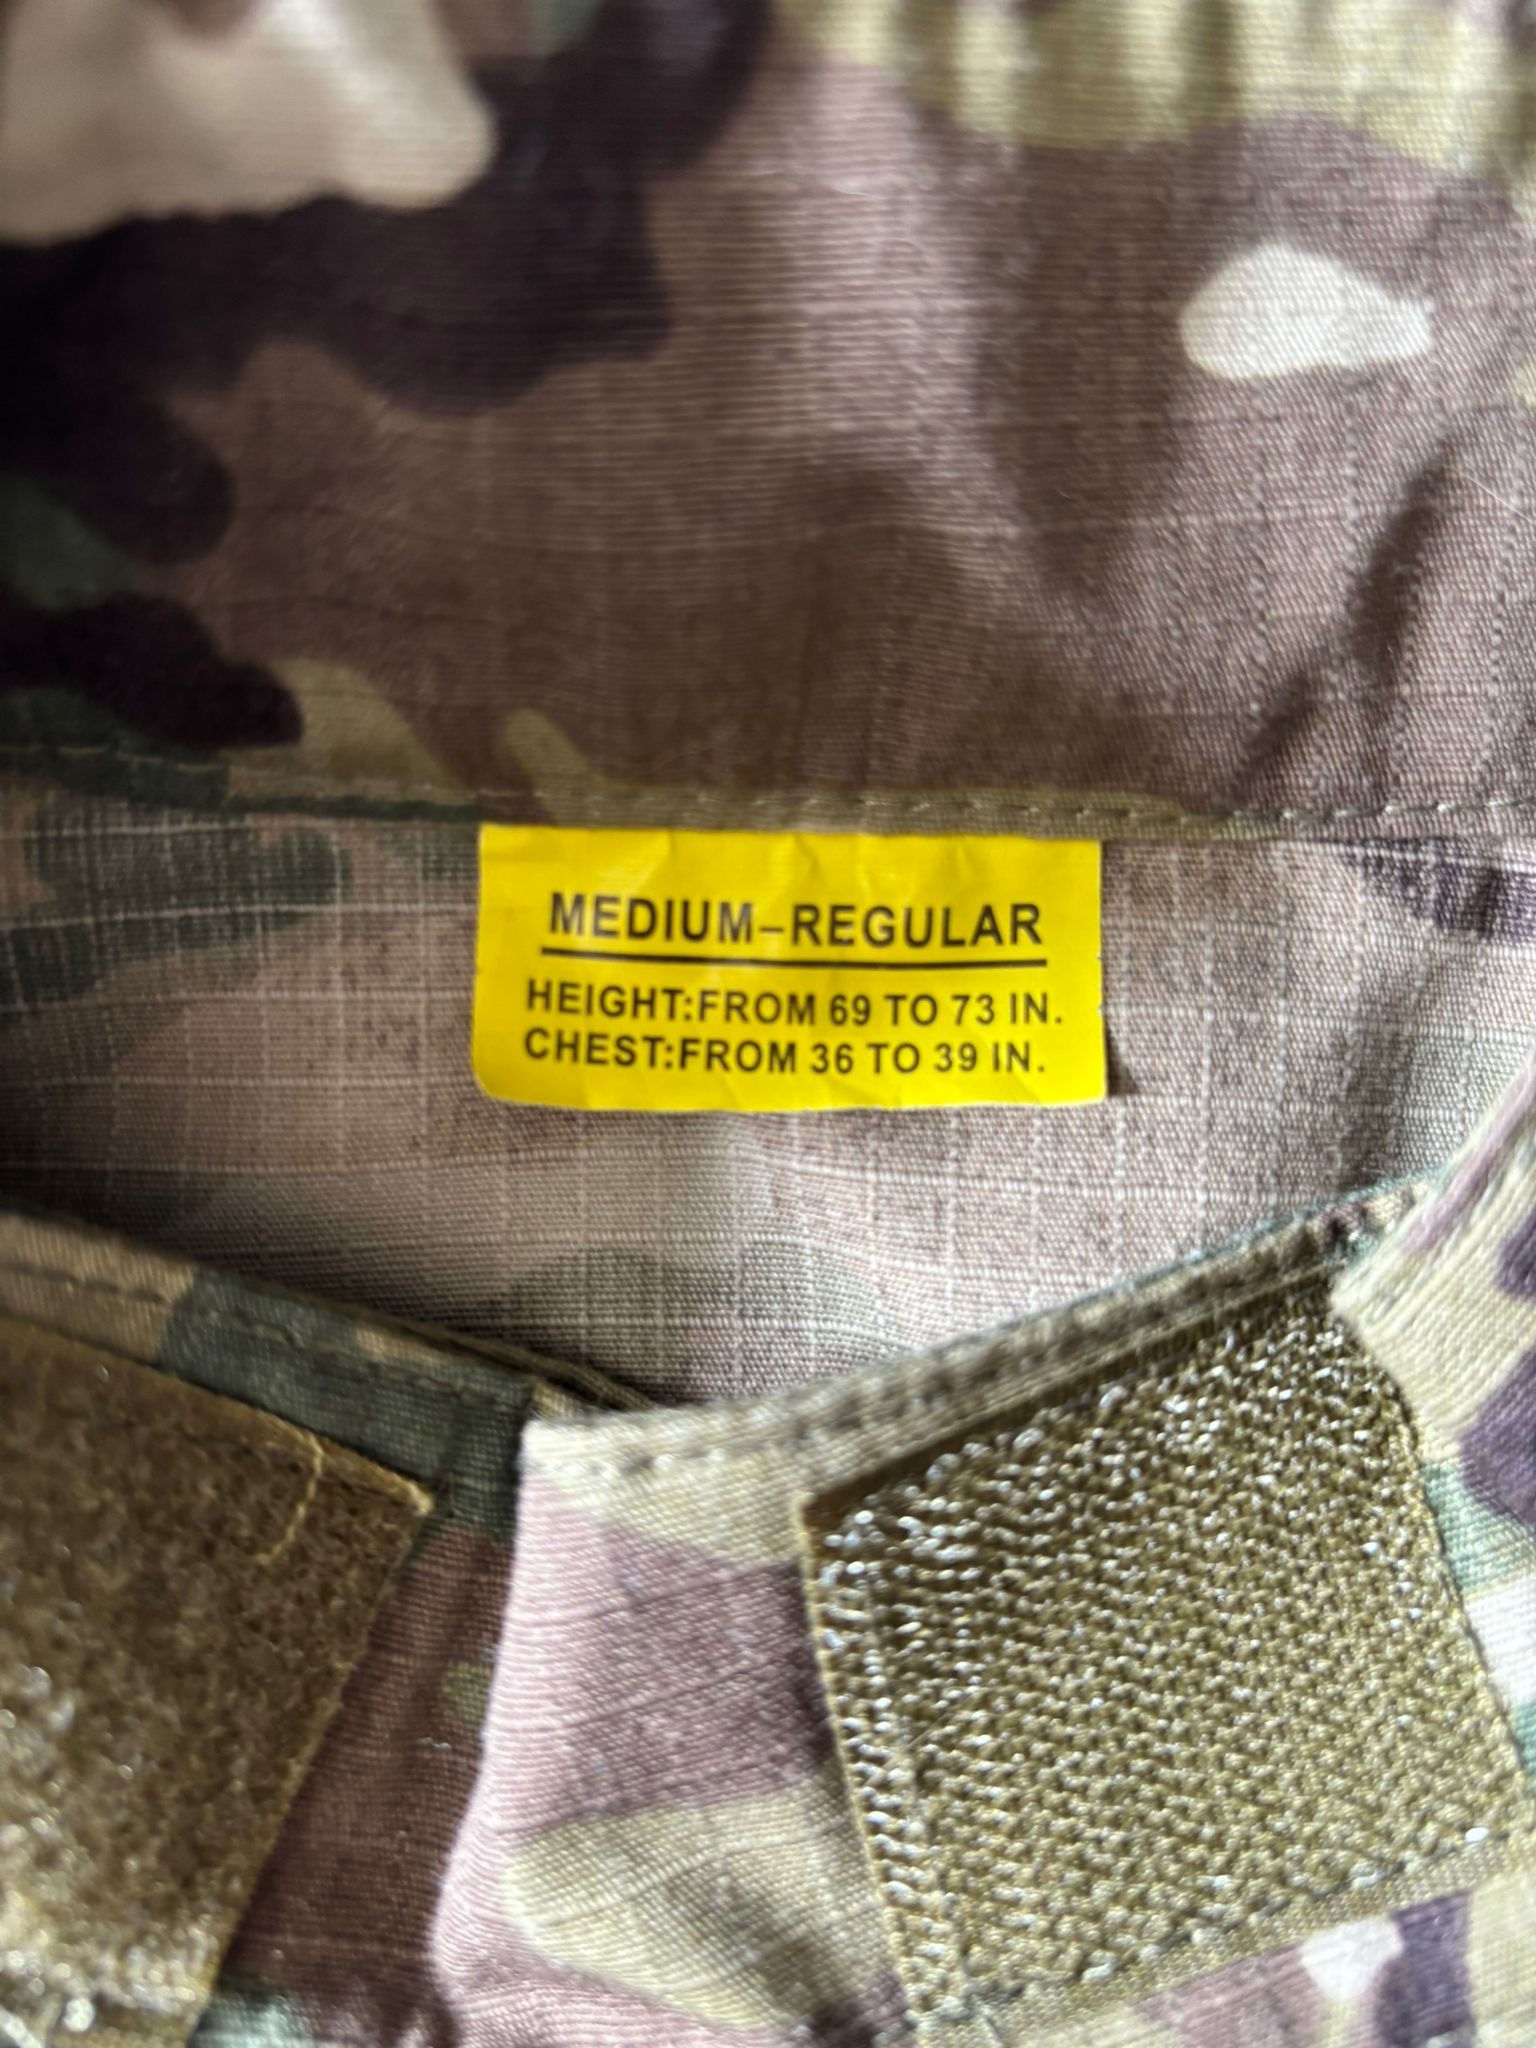 MEDIUM–REGULAR
HEIGHT:FROM 69 TO 73 IN.
CHEST:FROM 36 TO 39 IN.